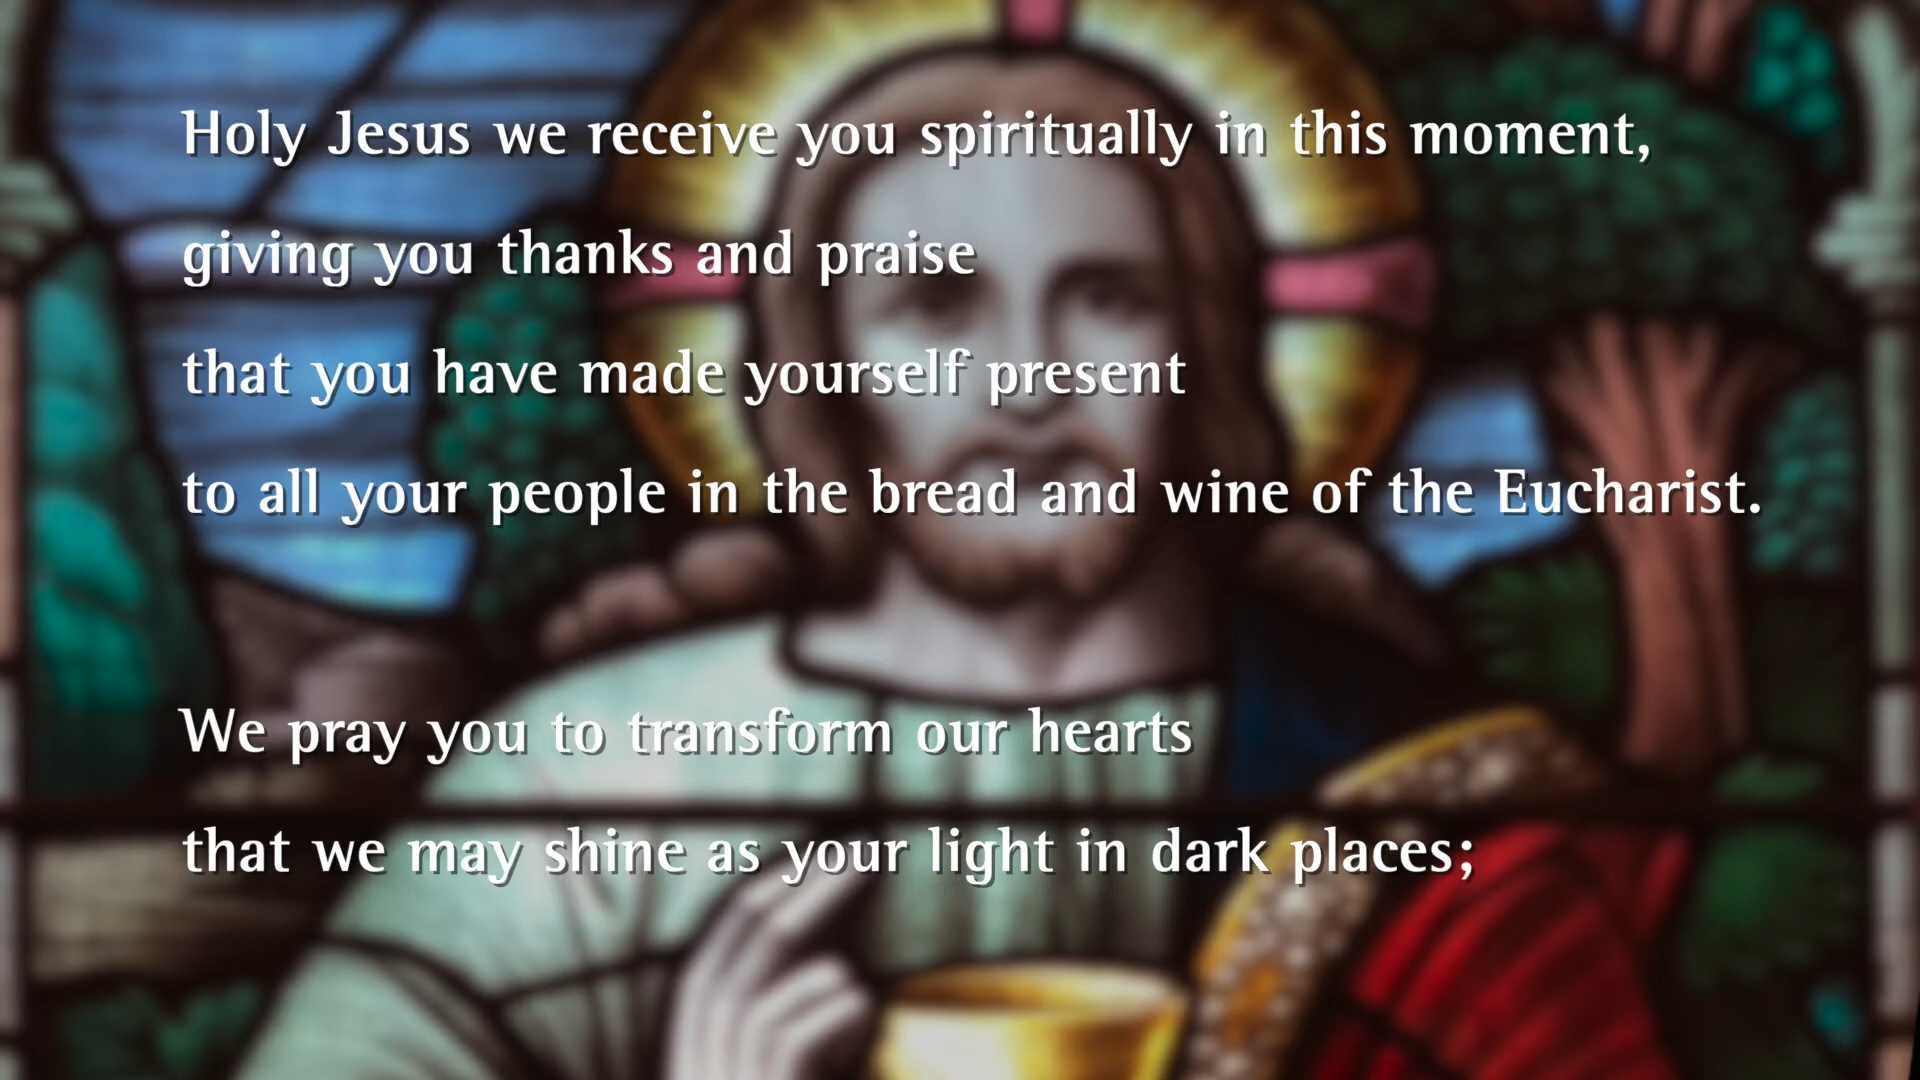 Holy Jesus we receive you spiritually in this moment,
giving you thanks and praise
that you have made yourself present
to all your people in the bread and wine of the Eucharist.
We pray you to transform our hearts
that we may shine as your light in dark places;